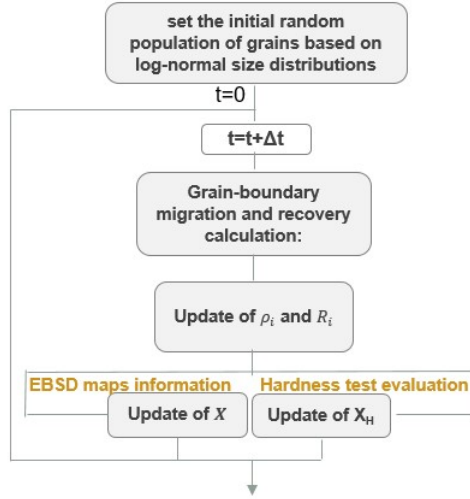 set the initial random
population of grains based on
log-normal size distributions
t=0
t=t+Δt
Grain-boundary
migration and recovery
calculation:
Update of ρᵢ and Rᵢ
EBSD maps information
Hardness test evaluation
Update of X
Update of X_H